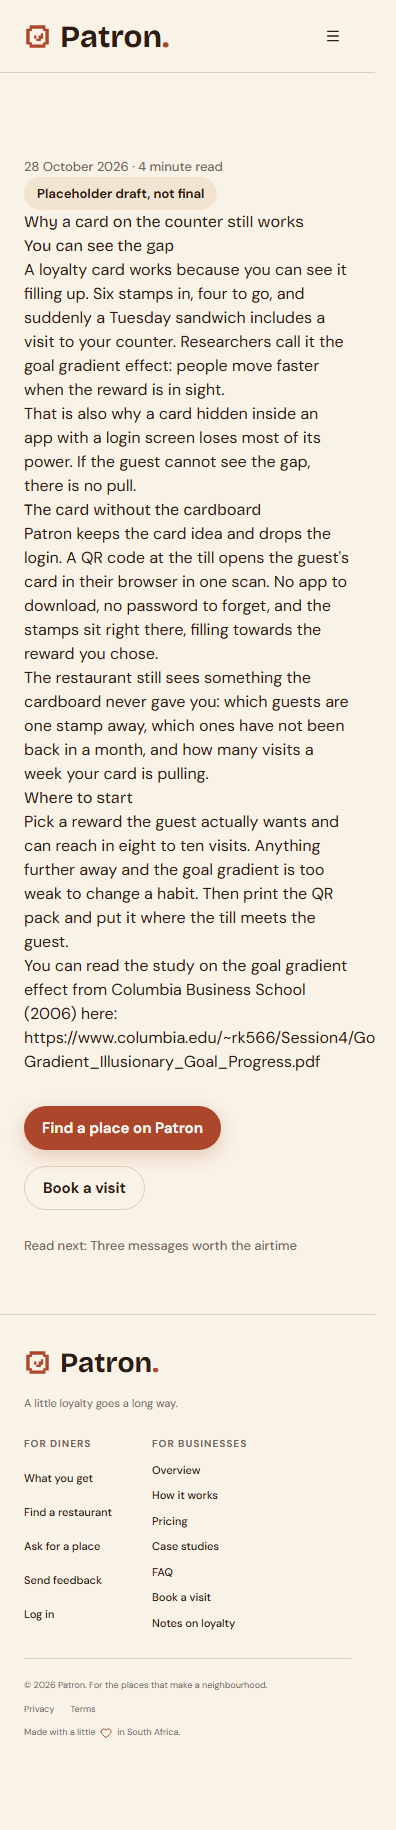 Patron.
28 October 2026 · 4 minute read
Placeholder draft, not final
Why a card on the counter still works
You can see the gap
A loyalty card works because you can see it
filling up. Six stamps in, four to go, and
suddenly a Tuesday sandwich includes a
visit to your counter. Researchers call it the
goal gradient effect: people move faster
when the reward is in sight.
That is also why a card hidden inside an
app with a login screen loses most of its
power. If the guest cannot see the gap,
there is no pull.
The card without the cardboard
Patron keeps the card idea and drops the
login. A QR code at the till opens the guest's
card in their browser in one scan. No app to
download, no password to forget, and the
stamps sit right there, filling towards the
reward you chose.
The restaurant still sees something the
cardboard never gave you: which guests are
one stamp away, which ones have not been
back in a month, and how many visits a
week your card is pulling.
Where to start
Pick a reward the guest actually wants and
can reach in eight to ten visits. Anything
further away and the goal gradient is too
weak to change a habit. Then print the QR
pack and put it where the till meets the
guest.
You can read the study on the goal gradient
effect from Columbia Business School
(2006) here:
https://www.columbia.edu/~rk566/Session4/Go
Gradient_Illusionary_Goal_Progress.pdf
Find a place on Patron
Book a visit
Read next: Three messages worth the airtime
Patron.
A little loyalty goes a long way.
FOR DINERS
What you get
Find a restaurant
Ask for a place
Send feedback
Log in
FOR BUSINESSES
Overview
How it works
Pricing
Case studies
FAQ
Book a visit
Notes on loyalty
© 2026 Patron. For the places that make a neighbourhood.
Privacy Terms
Made with a little in South Africa.